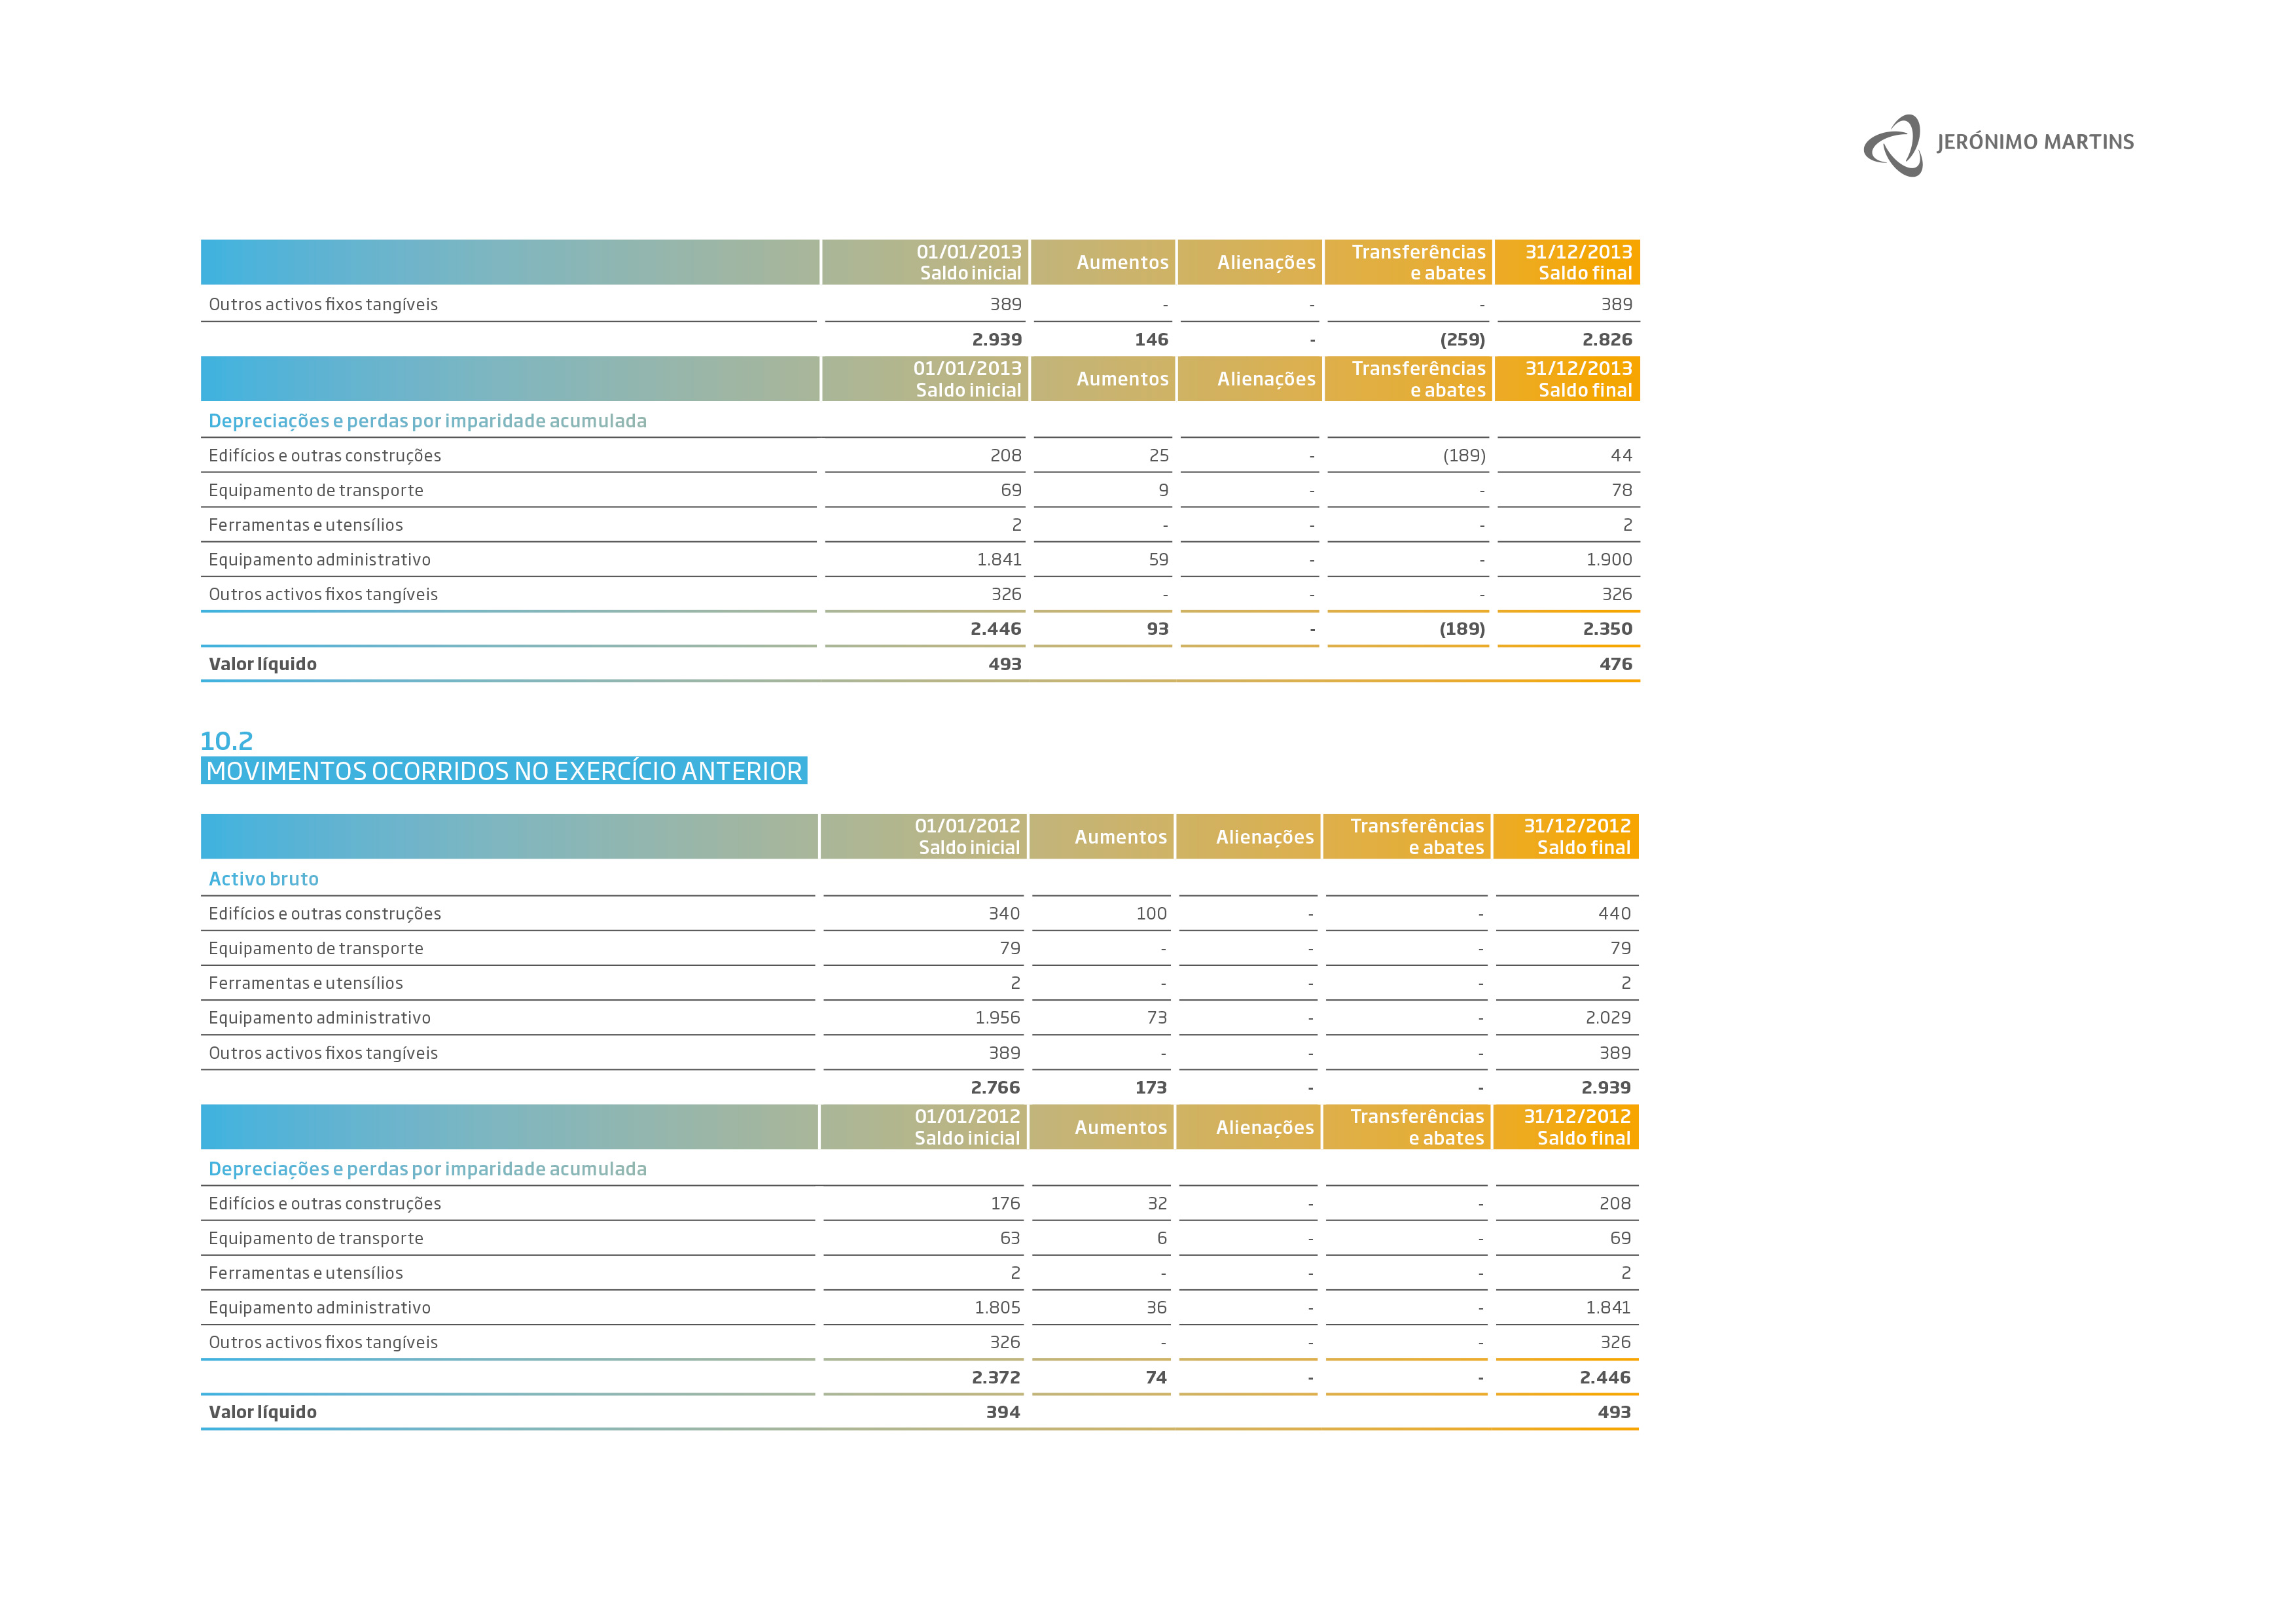 JERÓNIMO MARTINS
01/01/2013 Saldo inicial Aumentos Alienações Transferências e abates 31/12/2013 Saldo final
Outros activos fixos tangíveis 389 - - - 389
2.939 146 - (259) 2.826
01/01/2013 Saldo inicial Aumentos Alienações Transferências e abates 31/12/2013 Saldo final
Depreciações e perdas por imparidade acumulada
Edifícios e outras construções 208 25 - (189) 44
Equipamento de transporte 69 9 - - 78
Ferramentas e utensílios 2 - - - 2
Equipamento administrativo 1.841 59 - - 1.900
Outros activos fixos tangíveis 326 - - - 326
2.446 93 - (189) 2.350
Valor líquido 493 476
10.2
MOVIMENTOS OCORRIDOS NO EXERCÍCIO ANTERIOR
01/01/2012 Saldo inicial Aumentos Alienações Transferências e abates 31/12/2012 Saldo final
Activo bruto
Edifícios e outras construções 340 100 - - 440
Equipamento de transporte 79 - - - 79
Ferramentas e utensílios 2 - - - 2
Equipamento administrativo 1.956 73 - - 2.029
Outros activos fixos tangíveis 389 - - - 389
2.766 173 - - 2.939
01/01/2012 Saldo inicial Aumentos Alienações Transferências e abates 31/12/2012 Saldo final
Depreciações e perdas por imparidade acumulada
Edifícios e outras construções 176 32 - - 208
Equipamento de transporte 63 6 - - 69
Ferramentas e utensílios 2 - - - 2
Equipamento administrativo 1.805 36 - - 1.841
Outros activos fixos tangíveis 326 - - - 326
2.372 74 - - 2.446
Valor líquido 394 493